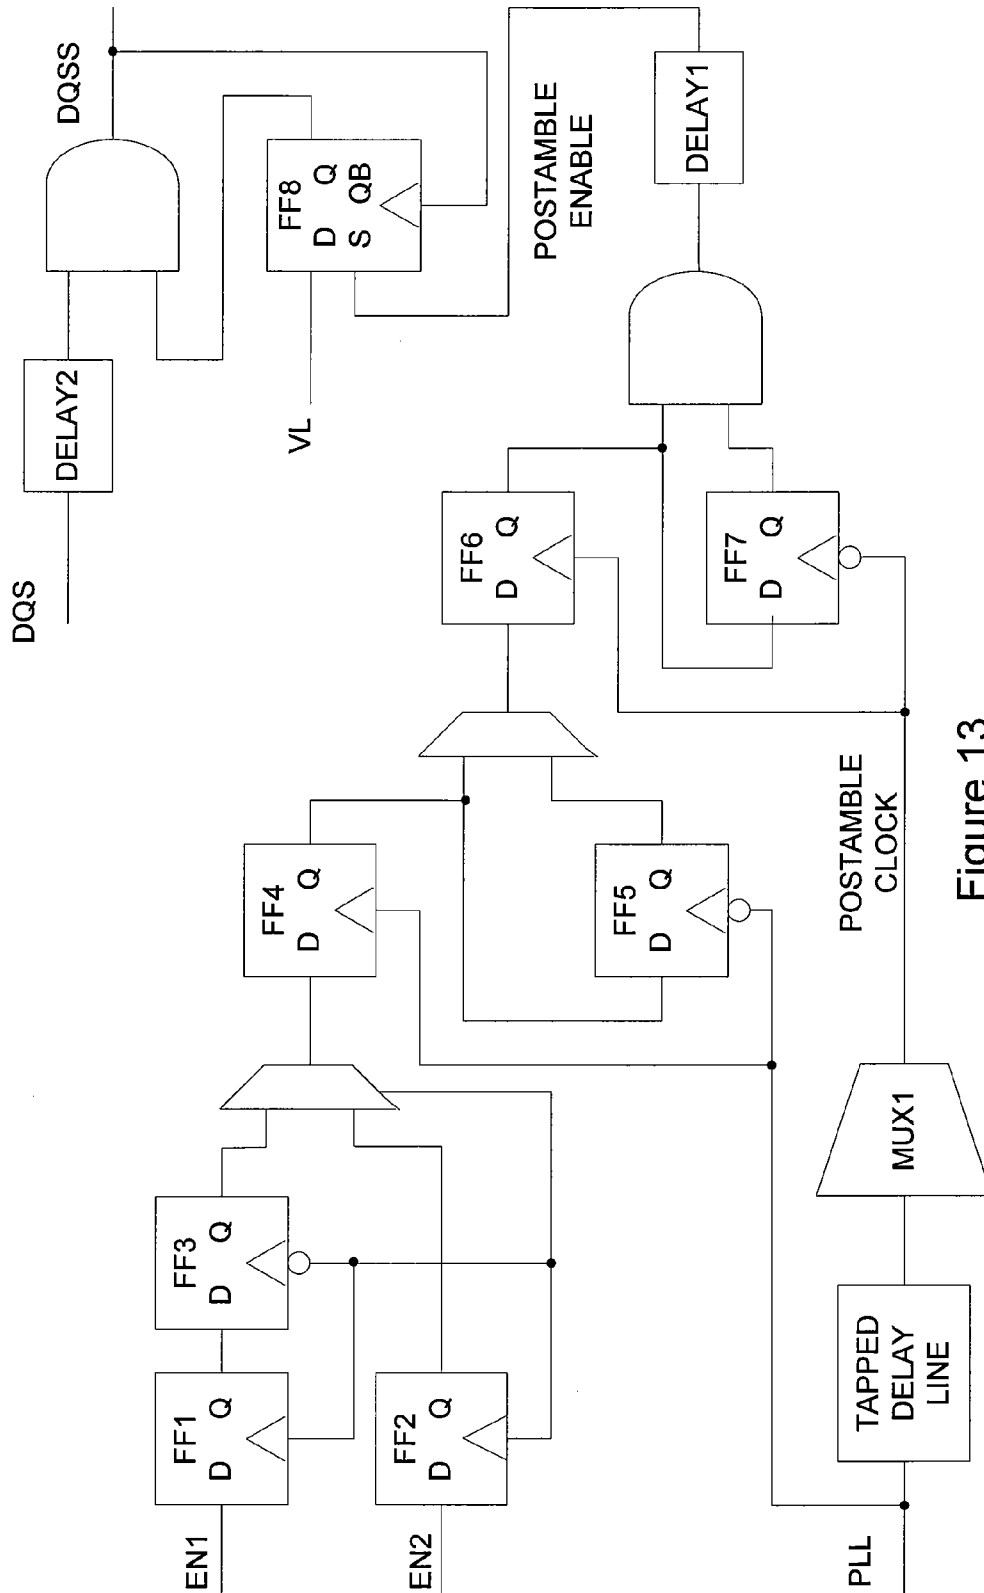 DQSS
DELAY2
DQS
FF8
D Q
S QB
VL
POSTAMBLE
ENABLE
DELAY1
FF6
D Q
FF7
D Q
FF4
D Q
FF5
D Q
POSTAMBLE
CLOCK
FF3
D Q
FF1
D Q
FF2
D Q
EN1
EN2
MUX1
TAPPED
DELAY
LINE
PLL
Figure 13